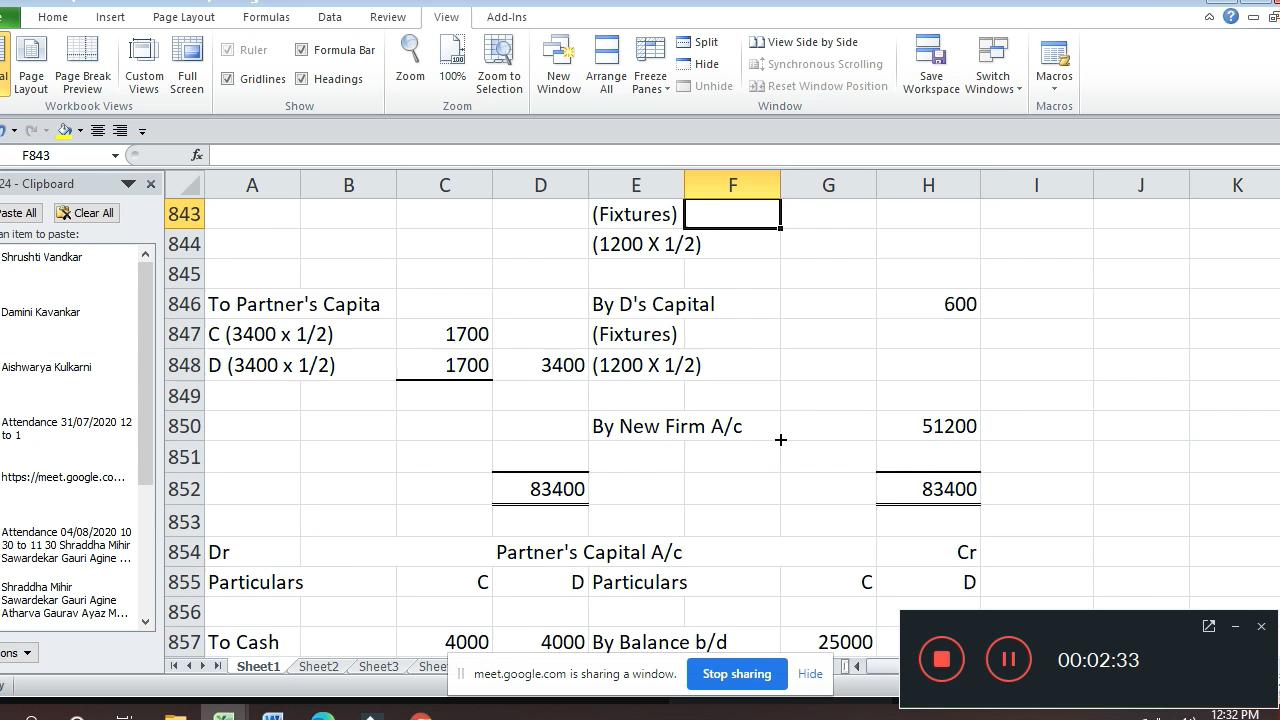 Home Insert Page Layout Formulas Data Review View Add-Ins
Page Layout
Page Break Preview
Custom Views
Full Screen
Workbook Views
Ruler
Formula Bar
Gridlines
Headings
Show
Zoom
100%
Zoom to Selection
Zoom
New Window
Arrange All
Freeze Panes
Split
Hide
Unhide
View Side by Side
Synchronous Scrolling
Reset Window Position
Window
Save Workspace
Switch Windows
Macros
Macros
F843
fx
24 - Clipboard
Paste All
Clear All
an item to paste:
Shrushti Vandkar
Damini Kavankar
Aishwarya Kulkarni
Attendance 31/07/2020 12
to 1
https://meet.google.co...
Attendance 04/08/2020 10
30 to 11 30 Shraddha Mihir
Sawardekar Gauri Agine ...
Shraddha Mihir
Sawardekar Gauri Agine
Atharva Gaurav Ayaz M...
A B C D E F G H I J K
843 (Fixtures)
844 (1200 X 1/2)
845
846 To Partner's Capita By D's Capital 600
847 C (3400 x 1/2) 1700 (Fixtures)
848 D (3400 x 1/2) 1700 3400 (1200 X 1/2)
849
850 By New Firm A/c 51200
851
852 83400 83400
853
854 Dr Partner's Capital A/c Cr
855 Particulars C D Particulars C D
856
857 To Cash 4000 4000 By Balance b/d 25000
Sheet1 Sheet2 Sheet3
meet.google.com is sharing a window. Stop sharing Hide
00:02:33
12:32 PM